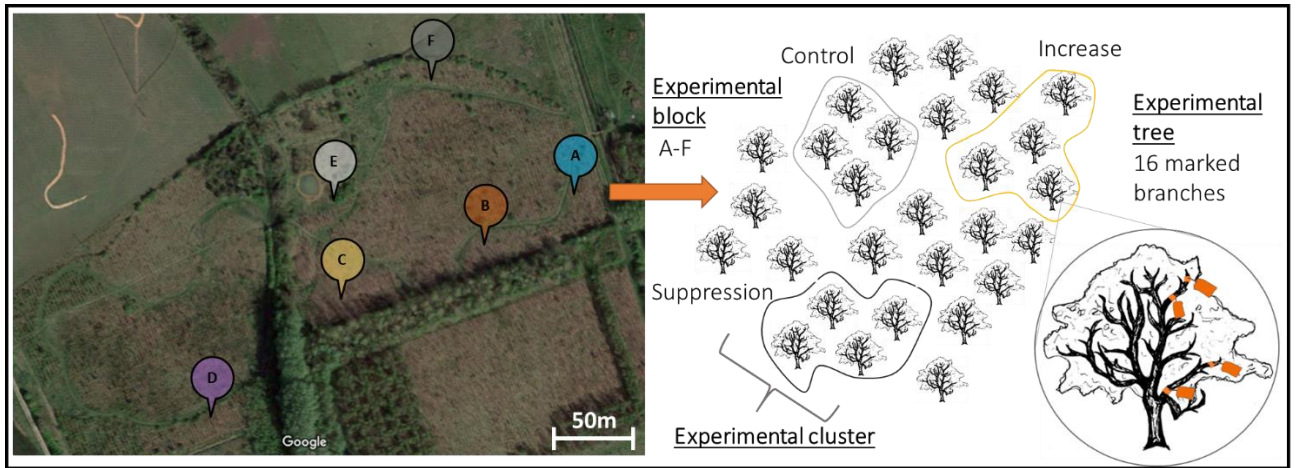 F
A
E
B
C
D
Google
50m
Experimental
block
A-F
Control
Increase
Experimental
tree
16 marked
branches
Suppression
Experimental cluster